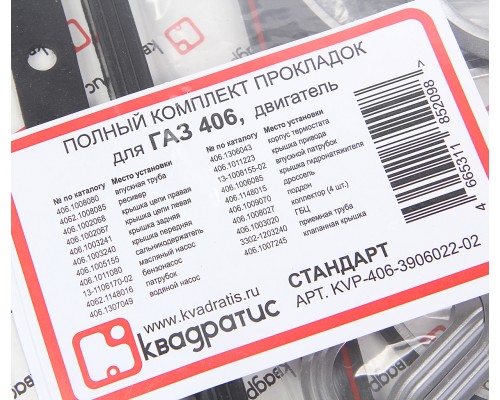 ПОЛНЫЙ КОМПЛЕКТ ПРОКЛАДОК
для ГАЗ 406, двигатель
№ по каталогу Место установки
406.1008080 впускная труба
4062.1008085 ресивер
406.1002068 крышка цепи правая
406.1002067 крышка цепи левая
406.1003241 крышка задняя
406.1003240 крышка передняя
406.1005155 сальникодержатель
406.1011080 масляный насос
13-1106170-02 бензонасос
4062.1148016 патрубок
406.1307049 водяной насос
№ по каталогу Место установки
406.1306043 корпус термостата
406.1011223 крышка привода
13-1008155-02 впускной патрубок
406.1006085 крышка гидронатяжителя
406.1148015 дроссель
406.1009070 поддон
406.1008027 коллектор (4 шт.)
406.1003020 ГБЦ
3302-1203240 приемная труба
406.1007245 клапанная крышка
4 665311 852098 >
www.kvadratis.ru
квадратис
СТАНДАРТ
АРТ. KVP-406-3906022-02